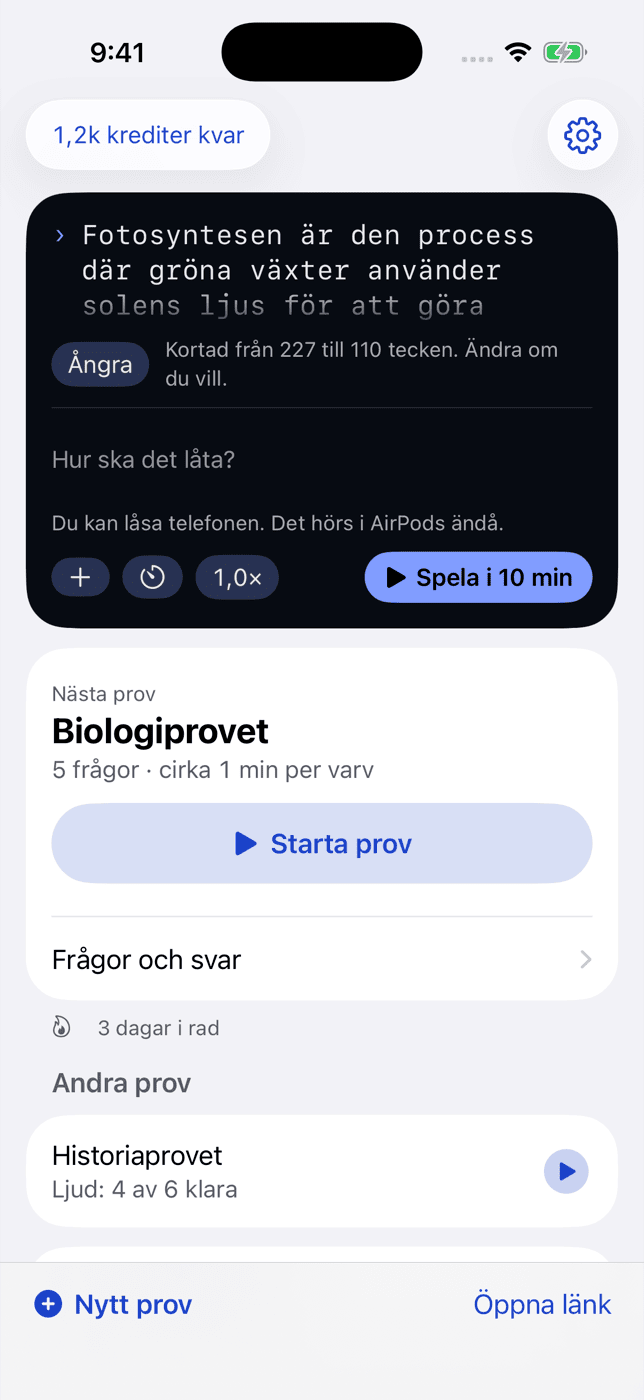 9:41
1,2k krediter kvar
› Fotosyntesen är den process
där gröna växter använder
solens ljus för att göra
Ångra
Kortad från 227 till 110 tecken. Ändra om
du vill.
Hur ska det låta?
Du kan låsa telefonen. Det hörs i AirPods ändå.
1,0×
Spela i 10 min
Nästa prov
Biologiprovet
5 frågor · cirka 1 min per varv
Starta prov
Frågor och svar
3 dagar i rad
Andra prov
Historiaprovet
Ljud: 4 av 6 klara
Nytt prov
Öppna länk